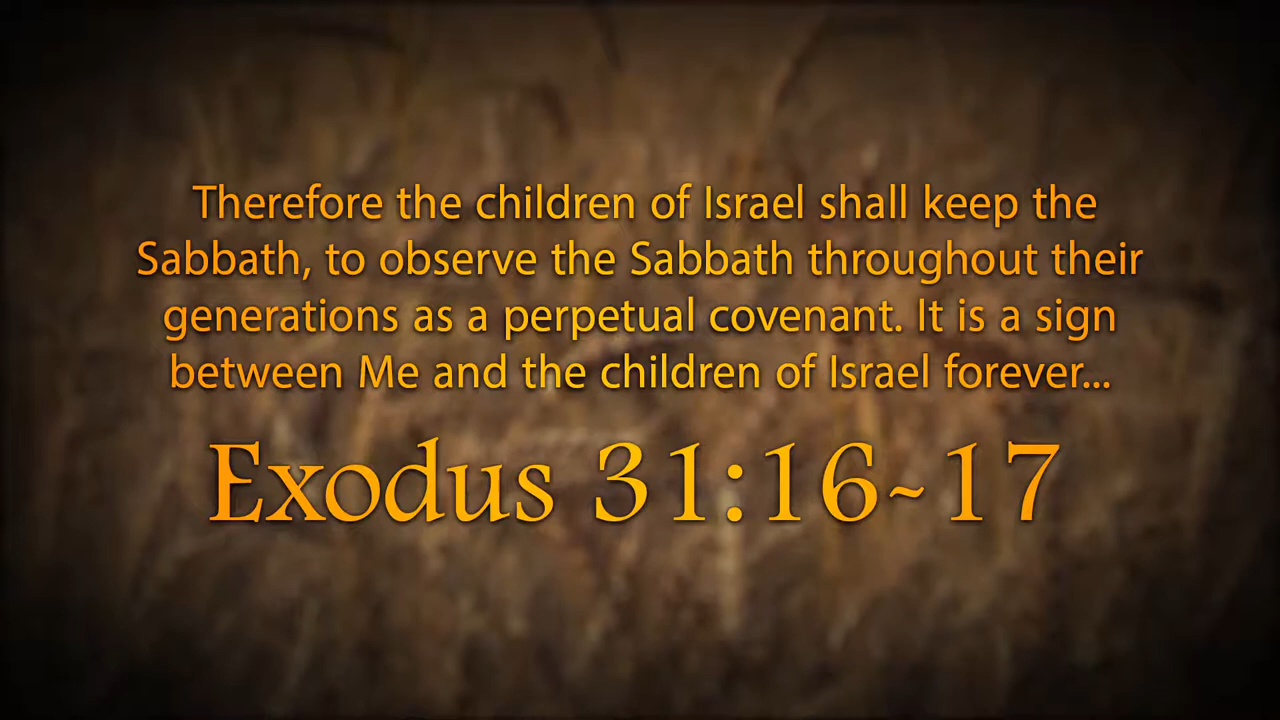 Therefore the children of Israel shall keep the
Sabbath, to observe the Sabbath throughout their
generations as a perpetual covenant. It is a sign
between Me and the children of Israel forever...
Exodus 31:16~17